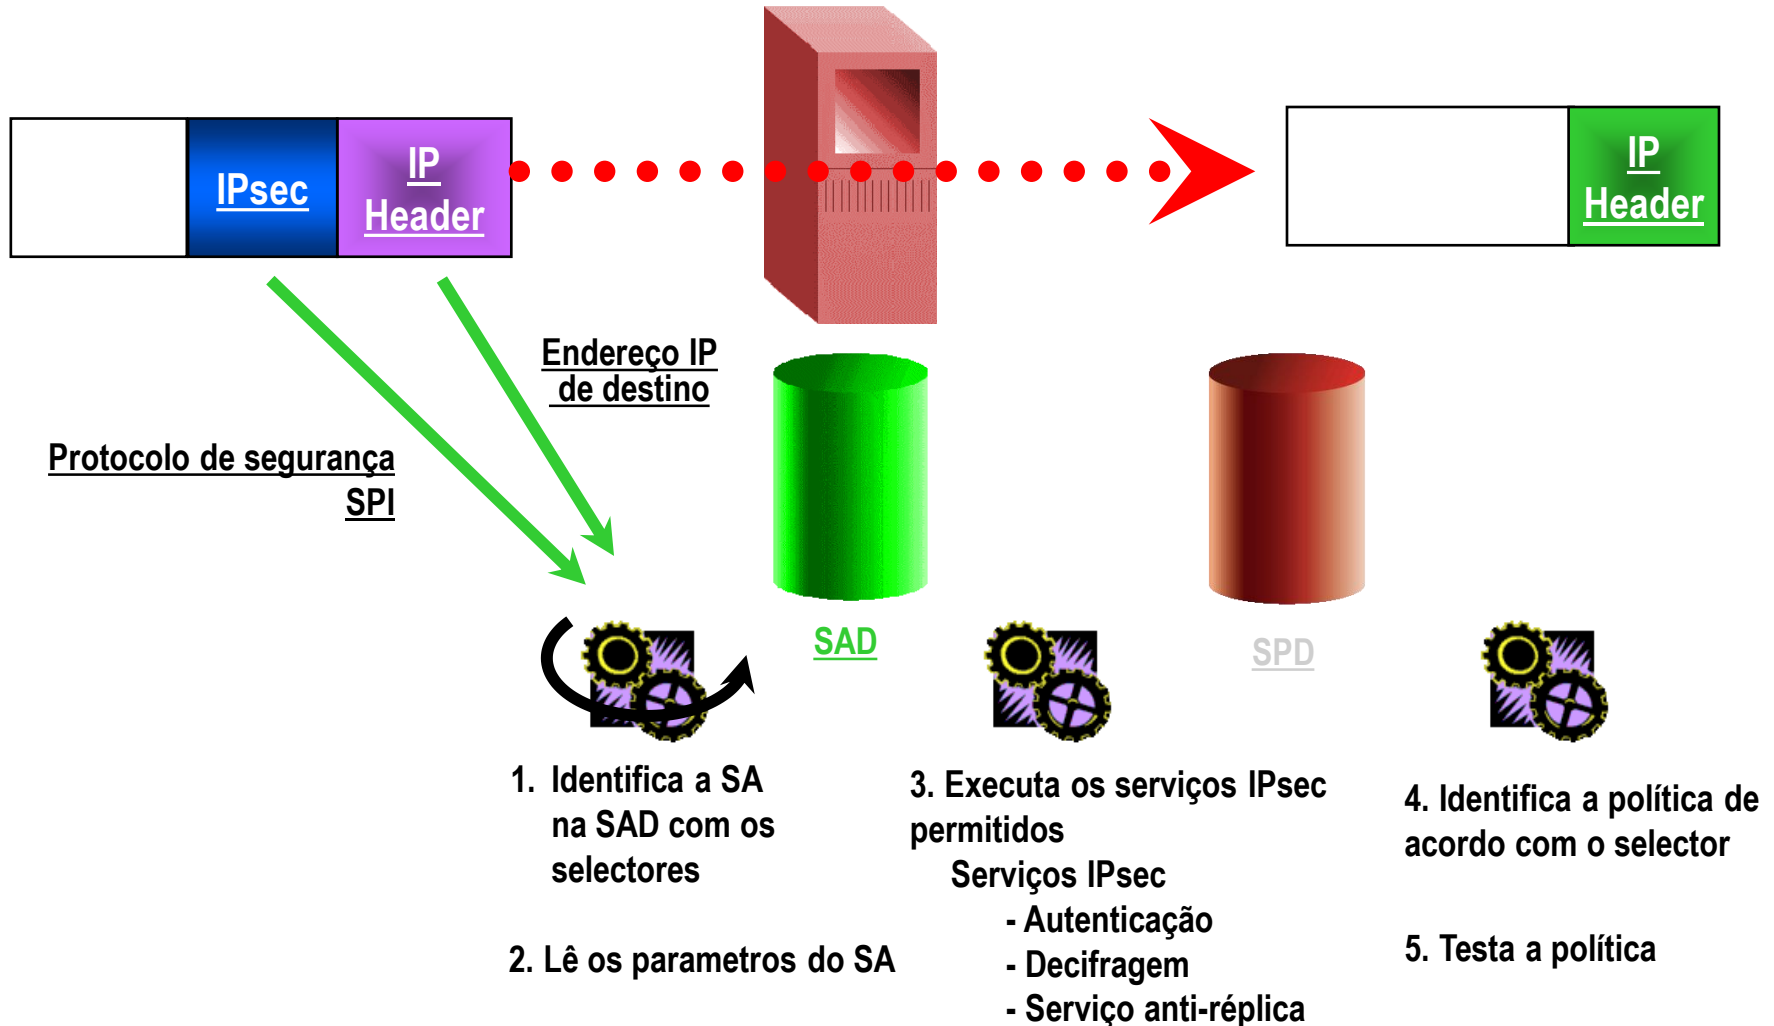 IPsec
IP
Header
IP
Header
Endereço IP
de destino
Protocolo de segurança
SPI
SAD
SPD
1. Identifica a SA
na SAD com os
selectores
2. Lê os parametros do SA
3. Executa os serviços IPsec
permitidos
Serviços IPsec
- Autenticação
- Decifragem
- Serviço anti-réplica
4. Identifica a política de
acordo com o selector
5. Testa a política